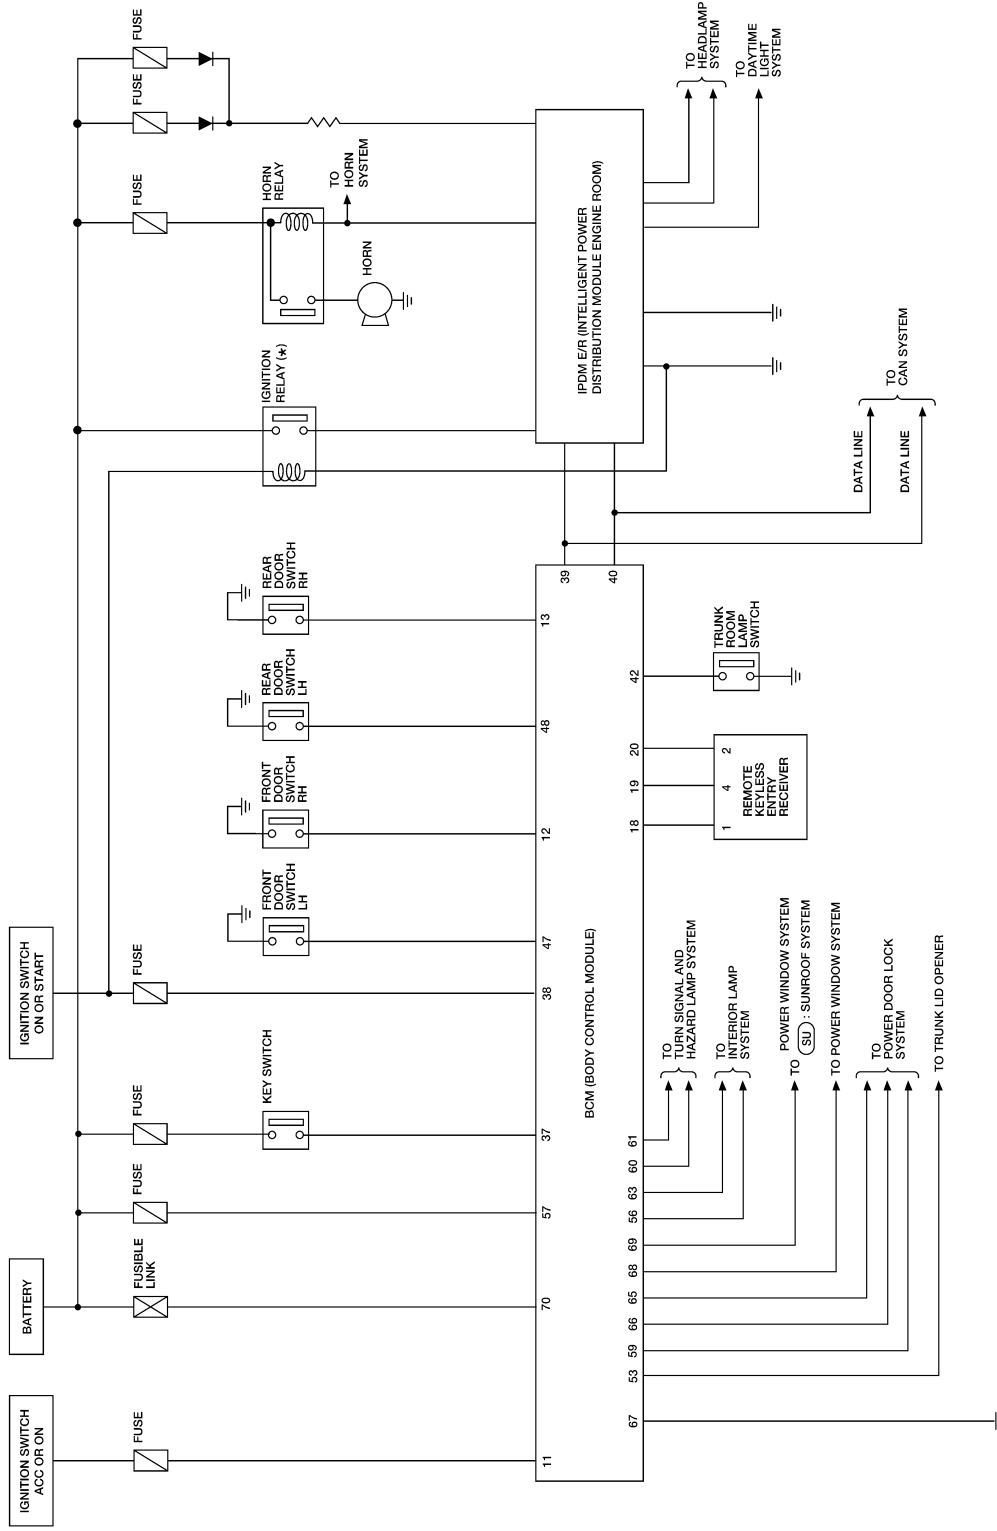 IGNITION SWITCH
ACC OR ON
BATTERY
IGNITION SWITCH
ON OR START
FUSE
FUSIBLE
LINK
FUSE
FUSE
FUSE
FUSE
FUSE
FUSE
KEY SWITCH
FRONT
DOOR
SWITCH
LH
FRONT
DOOR
SWITCH
RH
REAR
DOOR
SWITCH
LH
REAR
DOOR
SWITCH
RH
IGNITION
RELAY (*)
HORN
RELAY
TO
HORN
SYSTEM
HORN
11
70
57
37
38
47
12
48
13
39
40
BCM (BODY CONTROL MODULE)
IPDM E/R (INTELLIGENT POWER
DISTRIBUTION MODULE ENGINE ROOM)
67
53
59
66
65
68
69
56
63
60
61
18
19
20
42
TO
TURN SIGNAL AND
HAZARD LAMP SYSTEM
TO
INTERIOR LAMP
SYSTEM
TO
POWER WINDOW SYSTEM
SU : SUNROOF SYSTEM
TO POWER WINDOW SYSTEM
TO
POWER DOOR LOCK
SYSTEM
TO TRUNK LID OPENER
1
4
2
REMOTE
KEYLESS
ENTRY
RECEIVER
TRUNK
ROOM
LAMP
SWITCH
DATA LINE
DATA LINE
TO
CAN SYSTEM
TO
HEADLAMP
SYSTEM
TO
DAYTIME
LIGHT
SYSTEM